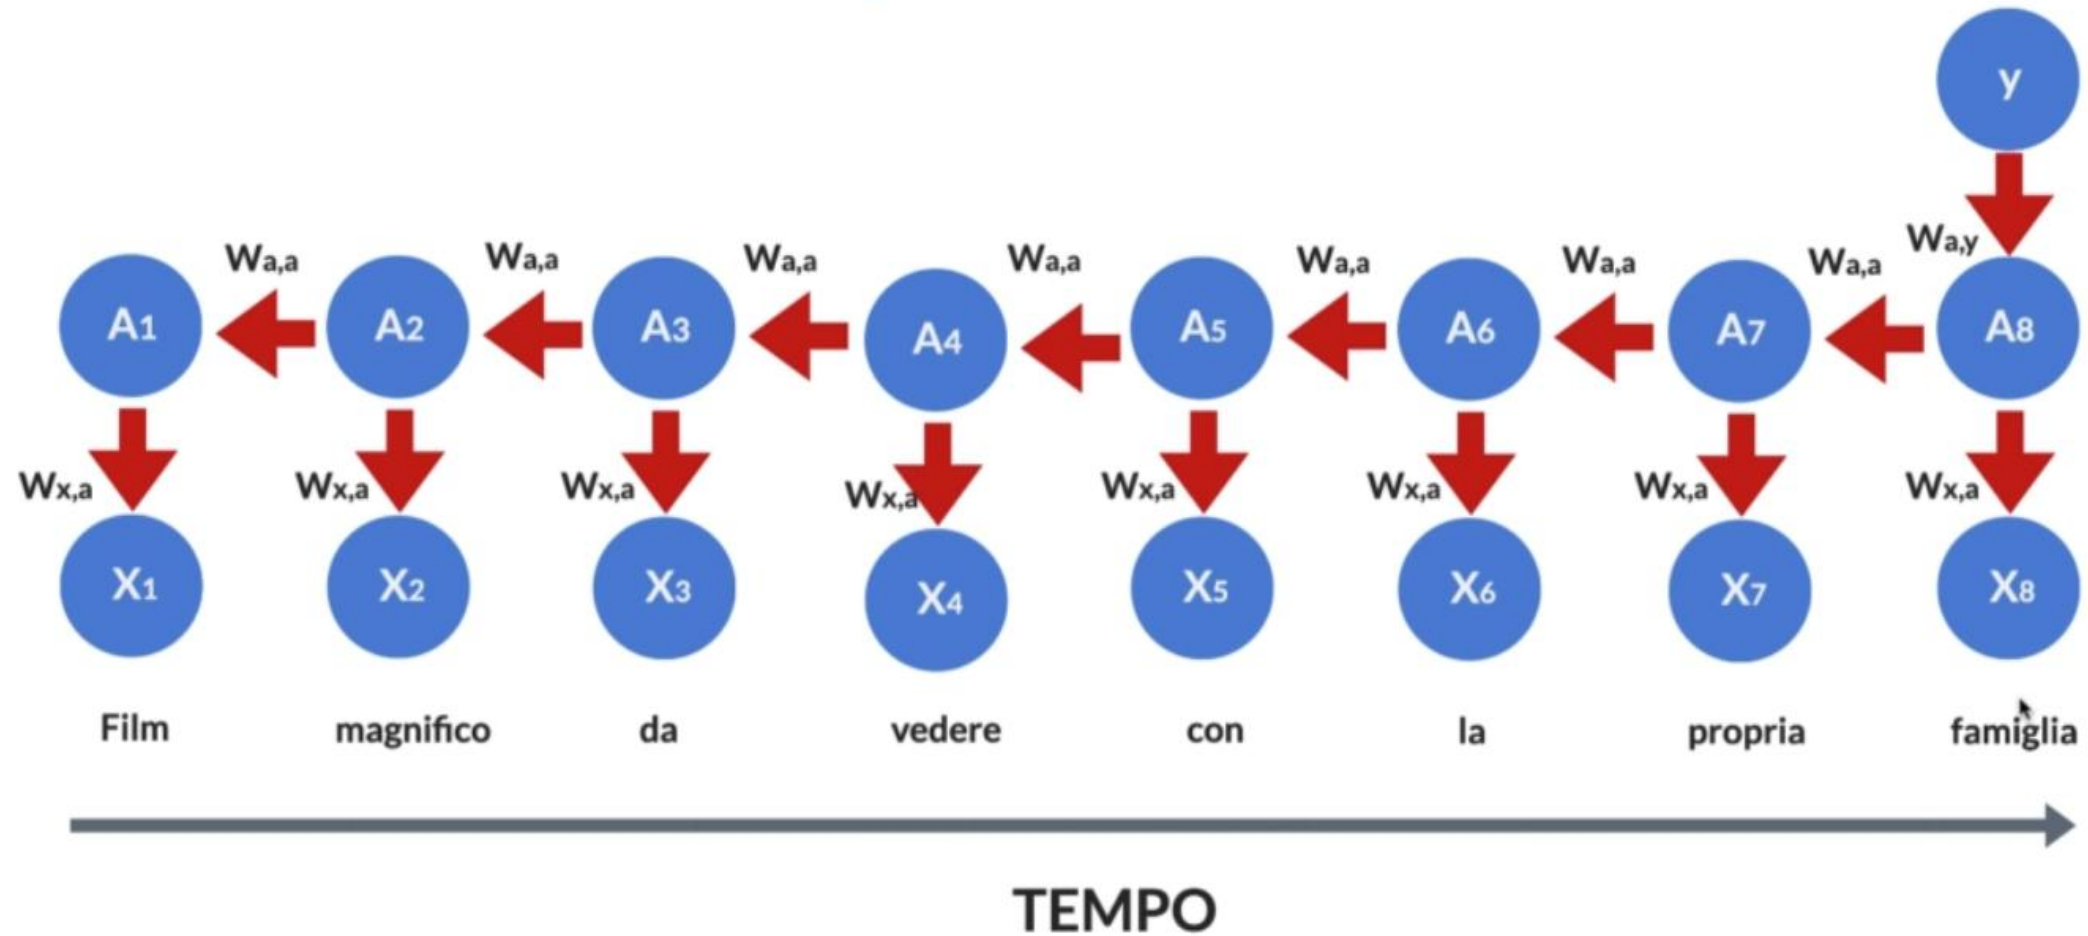 y
Wa,y
Wa,a Wa,a Wa,a Wa,a Wa,a Wa,a Wa,a
A1 A2 A3 A4 A5 A6 A7 A8
Wx,a Wx,a Wx,a Wx,a Wx,a Wx,a Wx,a Wx,a
X1 X2 X3 X4 X5 X6 X7 X8
Film magnifico da vedere con la propria famiglia
TEMPO